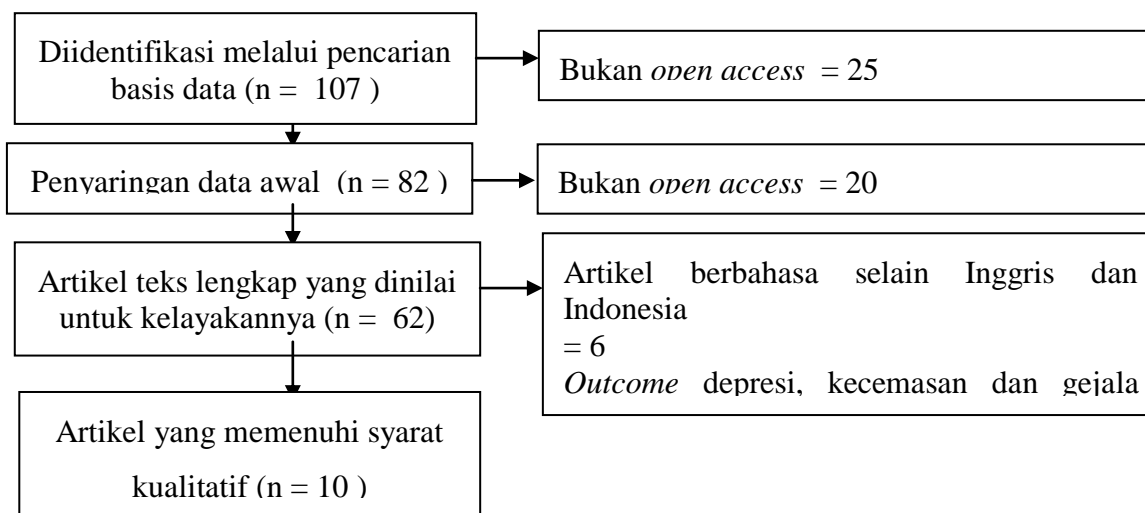 Diidentifikasi melalui pencarian
basis data (n = 107 )
Bukan open access = 25
Penyaringan data awal (n = 82 )
Bukan open access = 20
Artikel teks lengkap yang dinilai
untuk kelayakannya (n = 62)
Artikel berbahasa selain Inggris dan
Indonesia
= 6
Outcome depresi, kecemasan dan gejala
Artikel yang memenuhi syarat
kualitatif (n = 10 )